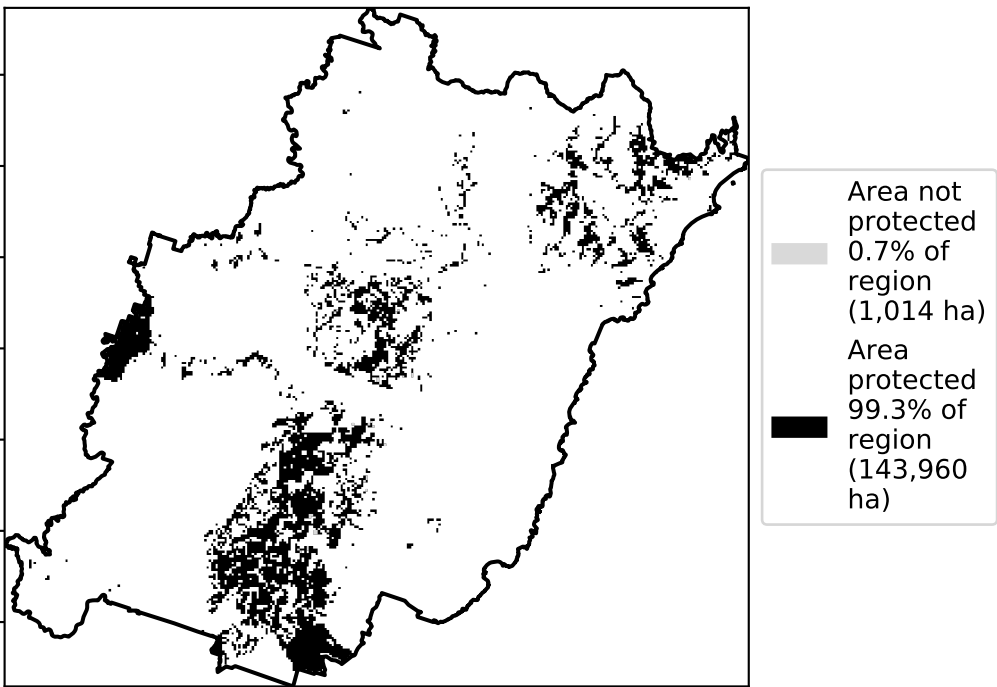 Area not
protected
0.7% of
region
(1,014 ha)
Area
protected
99.3% of
region
(143,960
ha)